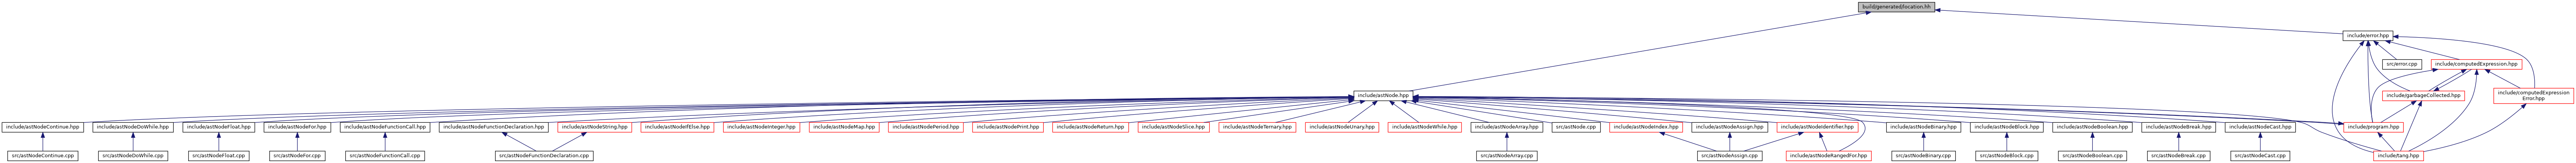 build/generated/location.hh
include/error.hpp
src/error.cpp
include/computedExpression.hpp
include/astNode.hpp
include/garbageCollected.hpp
include/computedExpression
Error.hpp
include/astNodeContinue.hpp
include/astNodeDoWhile.hpp
include/astNodeFloat.hpp
include/astNodeFor.hpp
include/astNodeFunctionCall.hpp
include/astNodeFunctionDeclaration.hpp
include/astNodeString.hpp
include/astNodeIfElse.hpp
include/astNodeInteger.hpp
include/astNodeMap.hpp
include/astNodePeriod.hpp
include/astNodePrint.hpp
include/astNodeReturn.hpp
include/astNodeSlice.hpp
include/astNodeTernary.hpp
include/astNodeUnary.hpp
include/astNodeWhile.hpp
include/astNodeArray.hpp
src/astNode.cpp
include/astNodeIndex.hpp
include/astNodeAssign.hpp
include/astNodeIdentifier.hpp
include/astNodeBinary.hpp
include/astNodeBlock.hpp
include/astNodeBoolean.hpp
include/astNodeBreak.hpp
include/astNodeCast.hpp
include/program.hpp
src/astNodeContinue.cpp
src/astNodeDoWhile.cpp
src/astNodeFloat.cpp
src/astNodeFor.cpp
src/astNodeFunctionCall.cpp
src/astNodeFunctionDeclaration.cpp
src/astNodeArray.cpp
src/astNodeAssign.cpp
include/astNodeRangedFor.hpp
src/astNodeBinary.cpp
src/astNodeBlock.cpp
src/astNodeBoolean.cpp
src/astNodeBreak.cpp
src/astNodeCast.cpp
include/tang.hpp